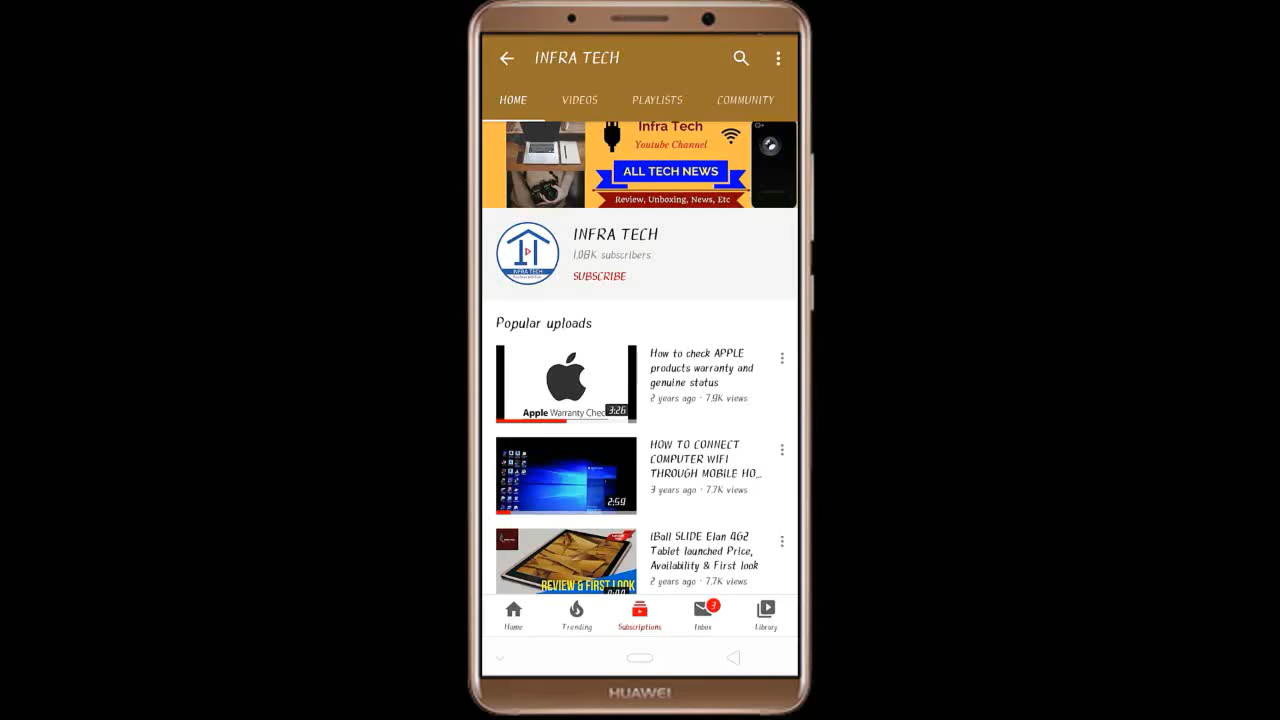 INFRA TECH
HOME VIDEOS PLAYLISTS COMMUNITY
Infra Tech
Youtube Channel
ALL TECH NEWS
Review, Unboxing, News, Etc
INFRA TECH
1.08K subscribers
SUBSCRIBE
INFRA TECH
Popular uploads
How to check APPLE
products warranty and
genuine status
2 years ago · 7.9K views
Apple Warranty Chec
3:26
HOW TO CONNECT
COMPUTER WIFI
THROUGH MOBILE HO...
3 years ago · 7.7K views
2:59
iBall SLIDE Elan 4G2
Tablet launched Price,
Availability & First look
2 years ago · 7.7K views
REVIEW & FIRST LOOK
Home Trending Subscriptions Inbox Library
HUAWEI